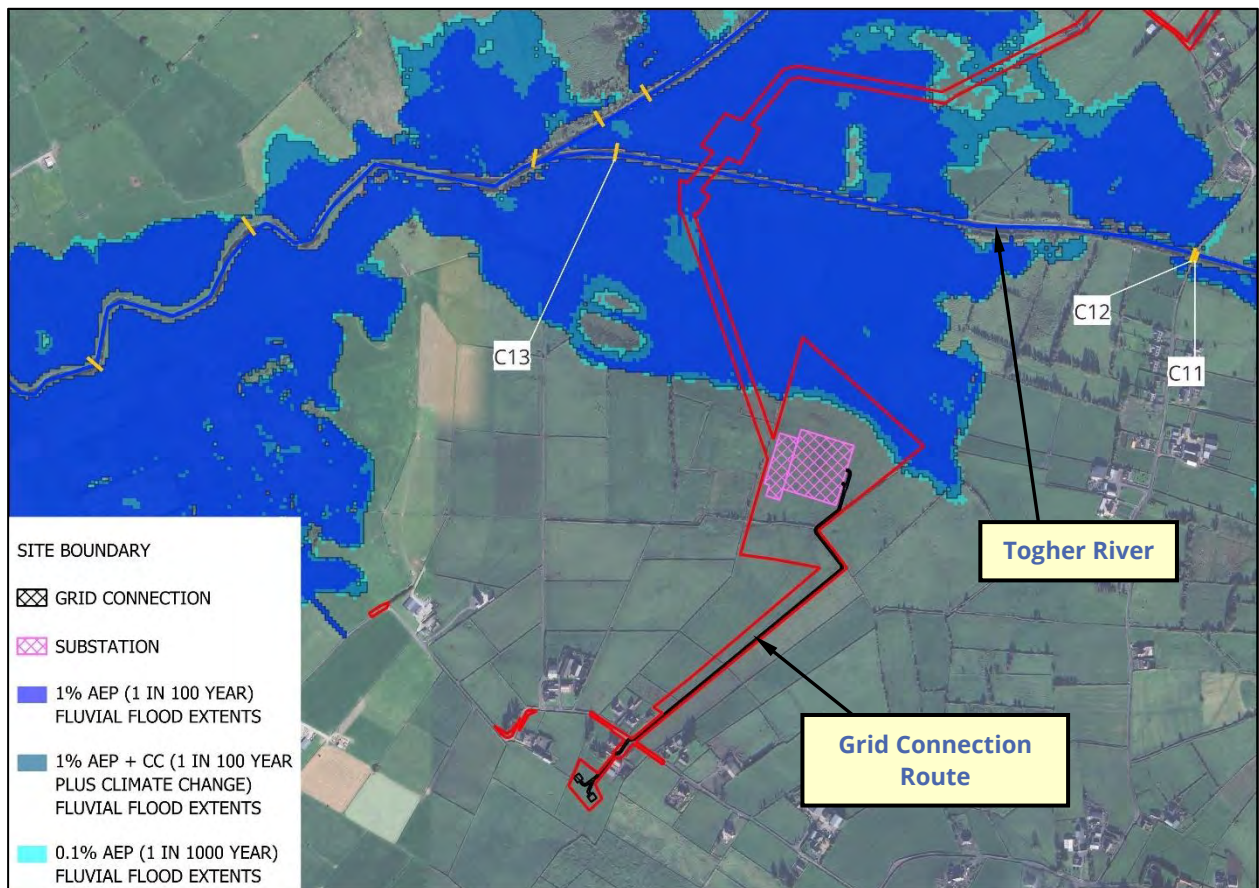 C13
C12
C11
Togher River
Grid Connection
Route
SITE BOUNDARY
GRID CONNECTION
SUBSTATION
1% AEP (1 IN 100 YEAR)
FLUVIAL FLOOD EXTENTS
1% AEP + CC (1 IN 100 YEAR
PLUS CLIMATE CHANGE)
FLUVIAL FLOOD EXTENTS
0.1% AEP (1 IN 1000 YEAR)
FLUVIAL FLOOD EXTENTS